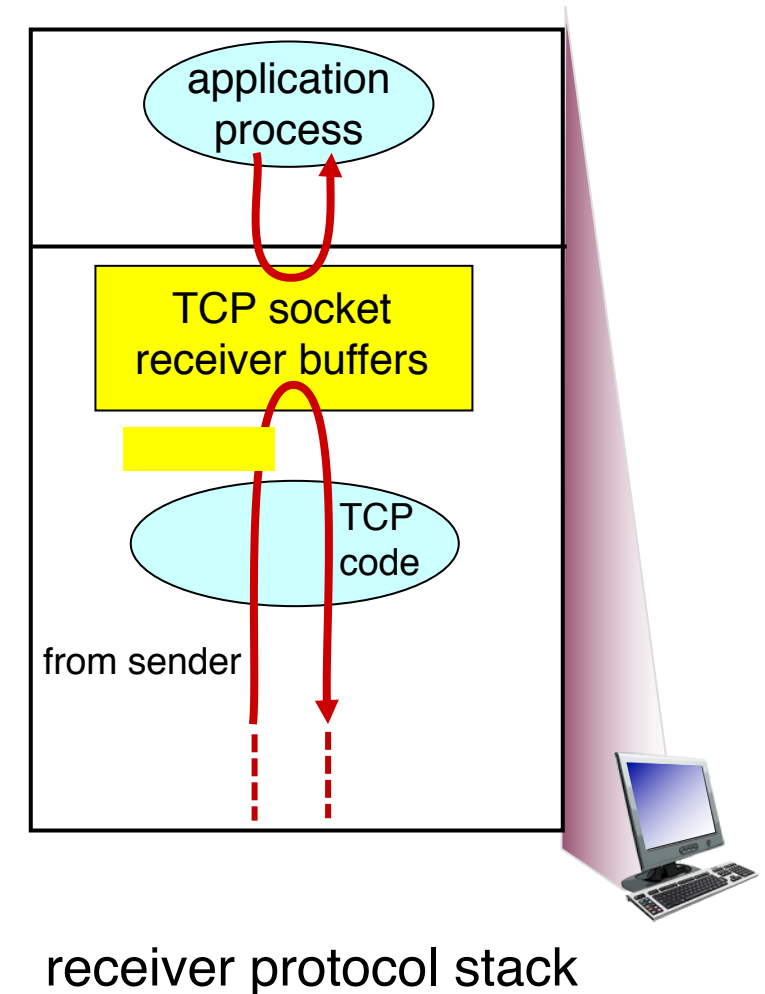 application
process
TCP socket
receiver buffers
TCP
code
from sender
receiver protocol stack